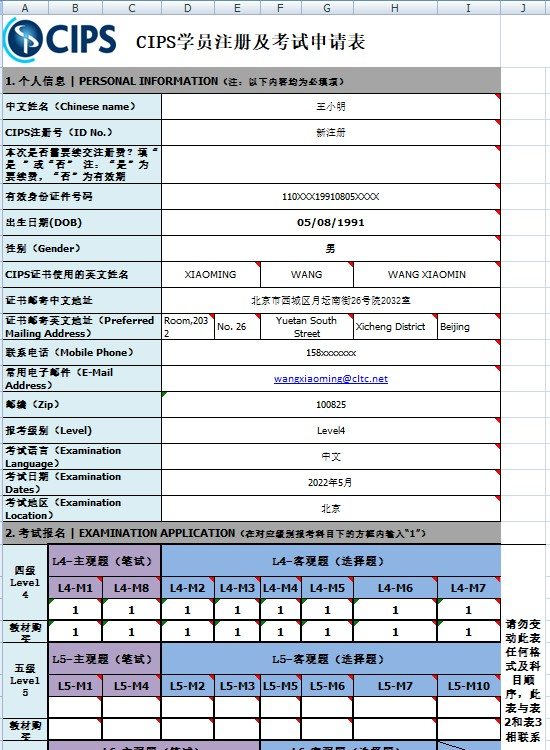 A B C D E F G H I J
CIPS CIPS学员注册及考试申请表
1. 个人信息 | PERSONAL INFORMATION（注：以下内容均为必填项）
中文姓名（Chinese name） 王小明
CIPS注册号（ID No.） 新注册
本次是否需要续交注册费？填“
是 ”或“否” 注：“是”为
要续费，“否”为有效期
有效身份证件号码 110XXX19910805XXXX
出生日期(DOB) 05/08/1991
性别（Gender） 男
CIPS证书使用的英文姓名 XIAOMING WANG WANG XIAOMIN
证书邮寄中文地址 北京市西城区月坛南街26号院2032室
证书邮寄英文地址（Preferred
Mailing Address） Room,203
2 No. 26 Yuetan South
Street Xicheng District Beijing
联系电话（Mobile Phone） 158xxxxxxx
常用电子邮件（E-Mail
Address） wangxiaoming@cltc.net
邮编（Zip） 100825
报考级别（Level) Level4
考试语言（Examination
Language） 中文
考试日期（Examination
Dates） 2022年5月
考试地区（Examination
Location） 北京
2. 考试报名 | EXAMINATION APPLICATION（在对应级别报考科目下的方框内输入"1"）
四级
Level
4
L4-主观题（笔试） L4-客观题（选择题）
L4-M1 L4-M8 L4-M2 L4-M3 L4-M4 L4-M5 L4-M6 L4-M7
1 1 1 1 1 1 1 1
教材购
买 1 1 1 1 1 1 1 1
五级
Level
5
L5-主观题（笔试） L5-客观题（选择题）
L5-M1 L5-M4 L5-M2 L5-M3 L5-M5 L5-M6 L5-M7 L5-M10
教材购
买
请勿变
动此表
任何格
式及科
目顺
序，此
表与表
2和表3
相联系